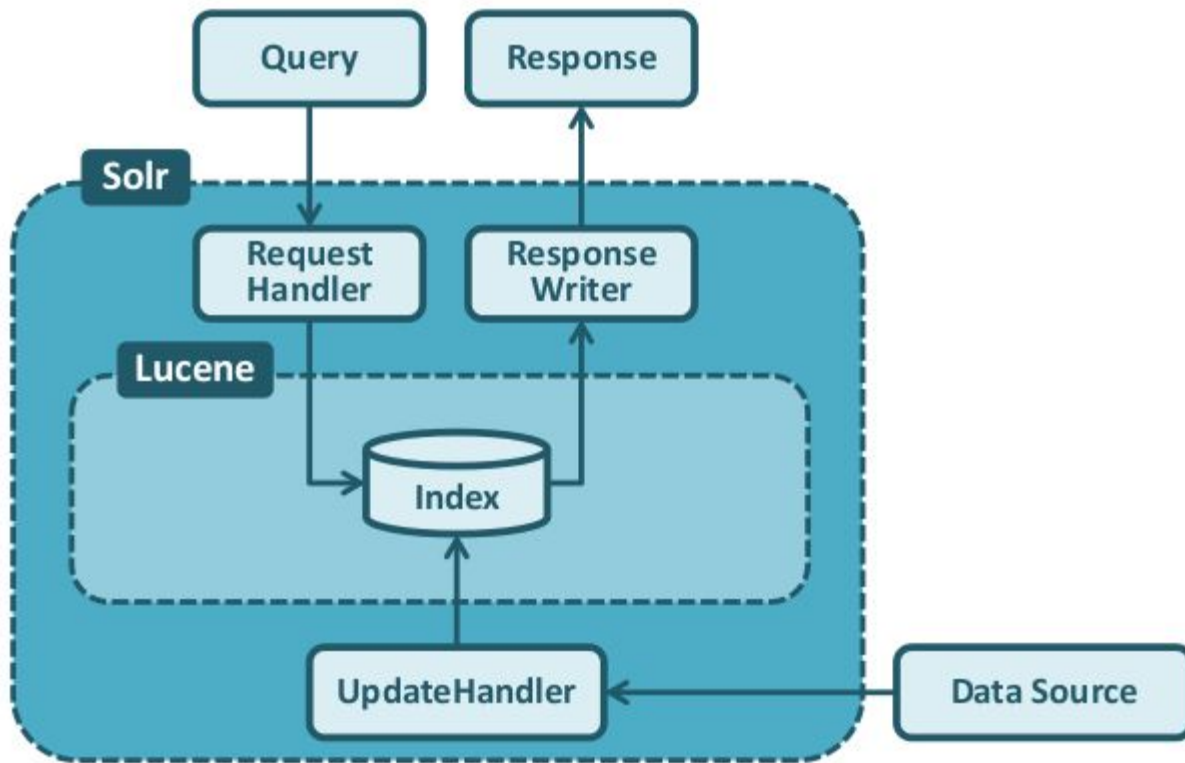 Query
Response
Solr
Request
Handler
Response
Writer
Lucene
Index
UpdateHandler
Data Source